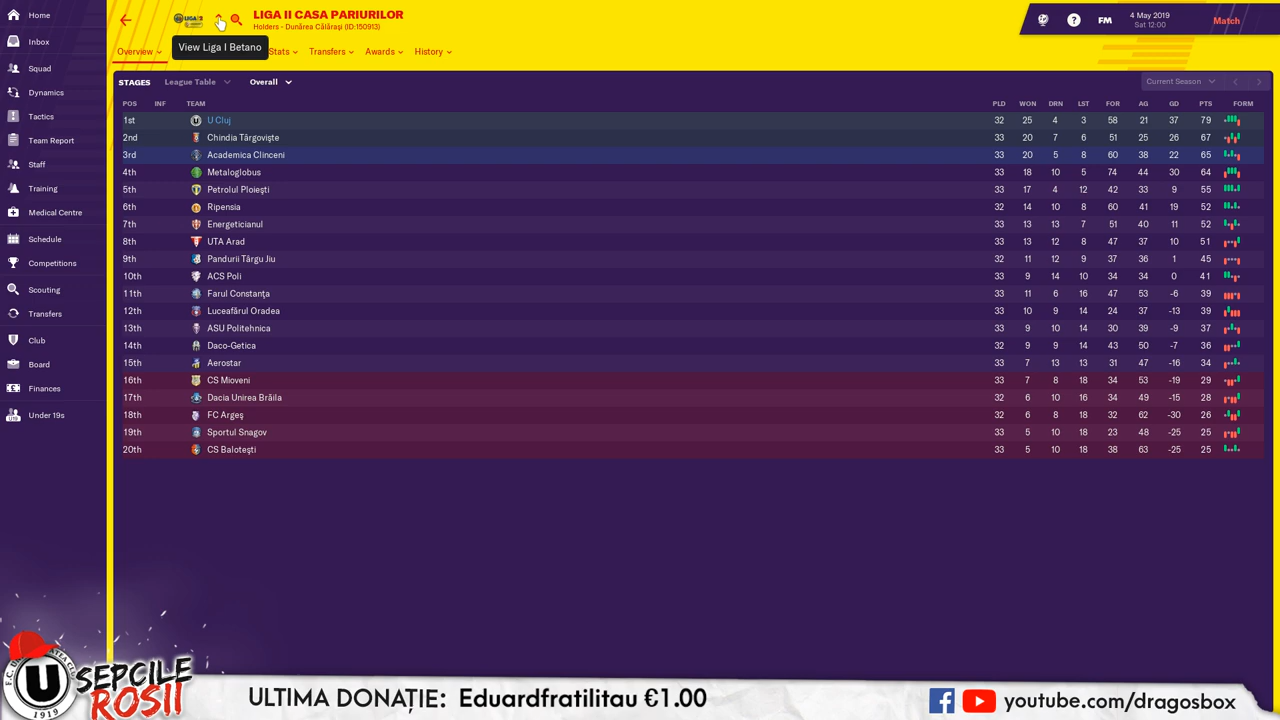 Home
LIGA II CASA PARIURILOR
Holders - Dunărea Călărași (ID:150913)
4 May 2019
Sat 12:00
FM
Match
Inbox
View Liga I Betano
Overview Stats Transfers Awards History
Squad
Dynamics
Tactics
Team Report
Staff
Training
Medical Centre
Schedule
Competitions
Scouting
Transfers
Club
Board
Finances
Under 19s
STAGES League Table Overall Current Season
POS INF TEAM PLD WON DRN LST FOR AG GD PTS FORM
1st U Cluj 32 25 4 3 58 21 37 79
2nd Chindia Târgoviște 33 20 7 6 51 25 26 67
3rd Academica Clinceni 33 20 5 8 60 38 22 65
4th Metaloglobus 33 18 10 5 74 44 30 64
5th Petrolul Ploiești 33 17 4 12 42 33 9 55
6th Ripensia 32 14 10 8 60 41 19 52
7th Energeticianul 33 13 13 7 51 40 11 52
8th UTA Arad 33 13 12 8 47 37 10 51
9th Pandurii Târgu Jiu 32 11 12 9 37 36 1 45
10th ACS Poli 33 9 14 10 34 34 0 41
11th Farul Constanța 33 11 6 16 47 53 -6 39
12th Luceafărul Oradea 33 10 9 14 24 37 -13 39
13th ASU Politehnica 33 9 10 14 30 39 -9 37
14th Daco-Getica 32 9 9 14 43 50 -7 36
15th Aerostar 33 7 13 13 31 47 -16 34
16th CS Mioveni 33 7 8 18 34 53 -19 29
17th Dacia Unirea Brăila 32 6 10 16 34 49 -15 28
18th FC Argeș 32 6 8 18 32 62 -30 26
19th Sportul Snagov 33 5 10 18 23 48 -25 25
20th CS Balotești 33 5 10 18 38 63 -25 25
U
1919
SEPCILE
ROSII
ULTIMA DONAȚIE: Eduardfratilitau €1.00
youtube.com/dragosbox